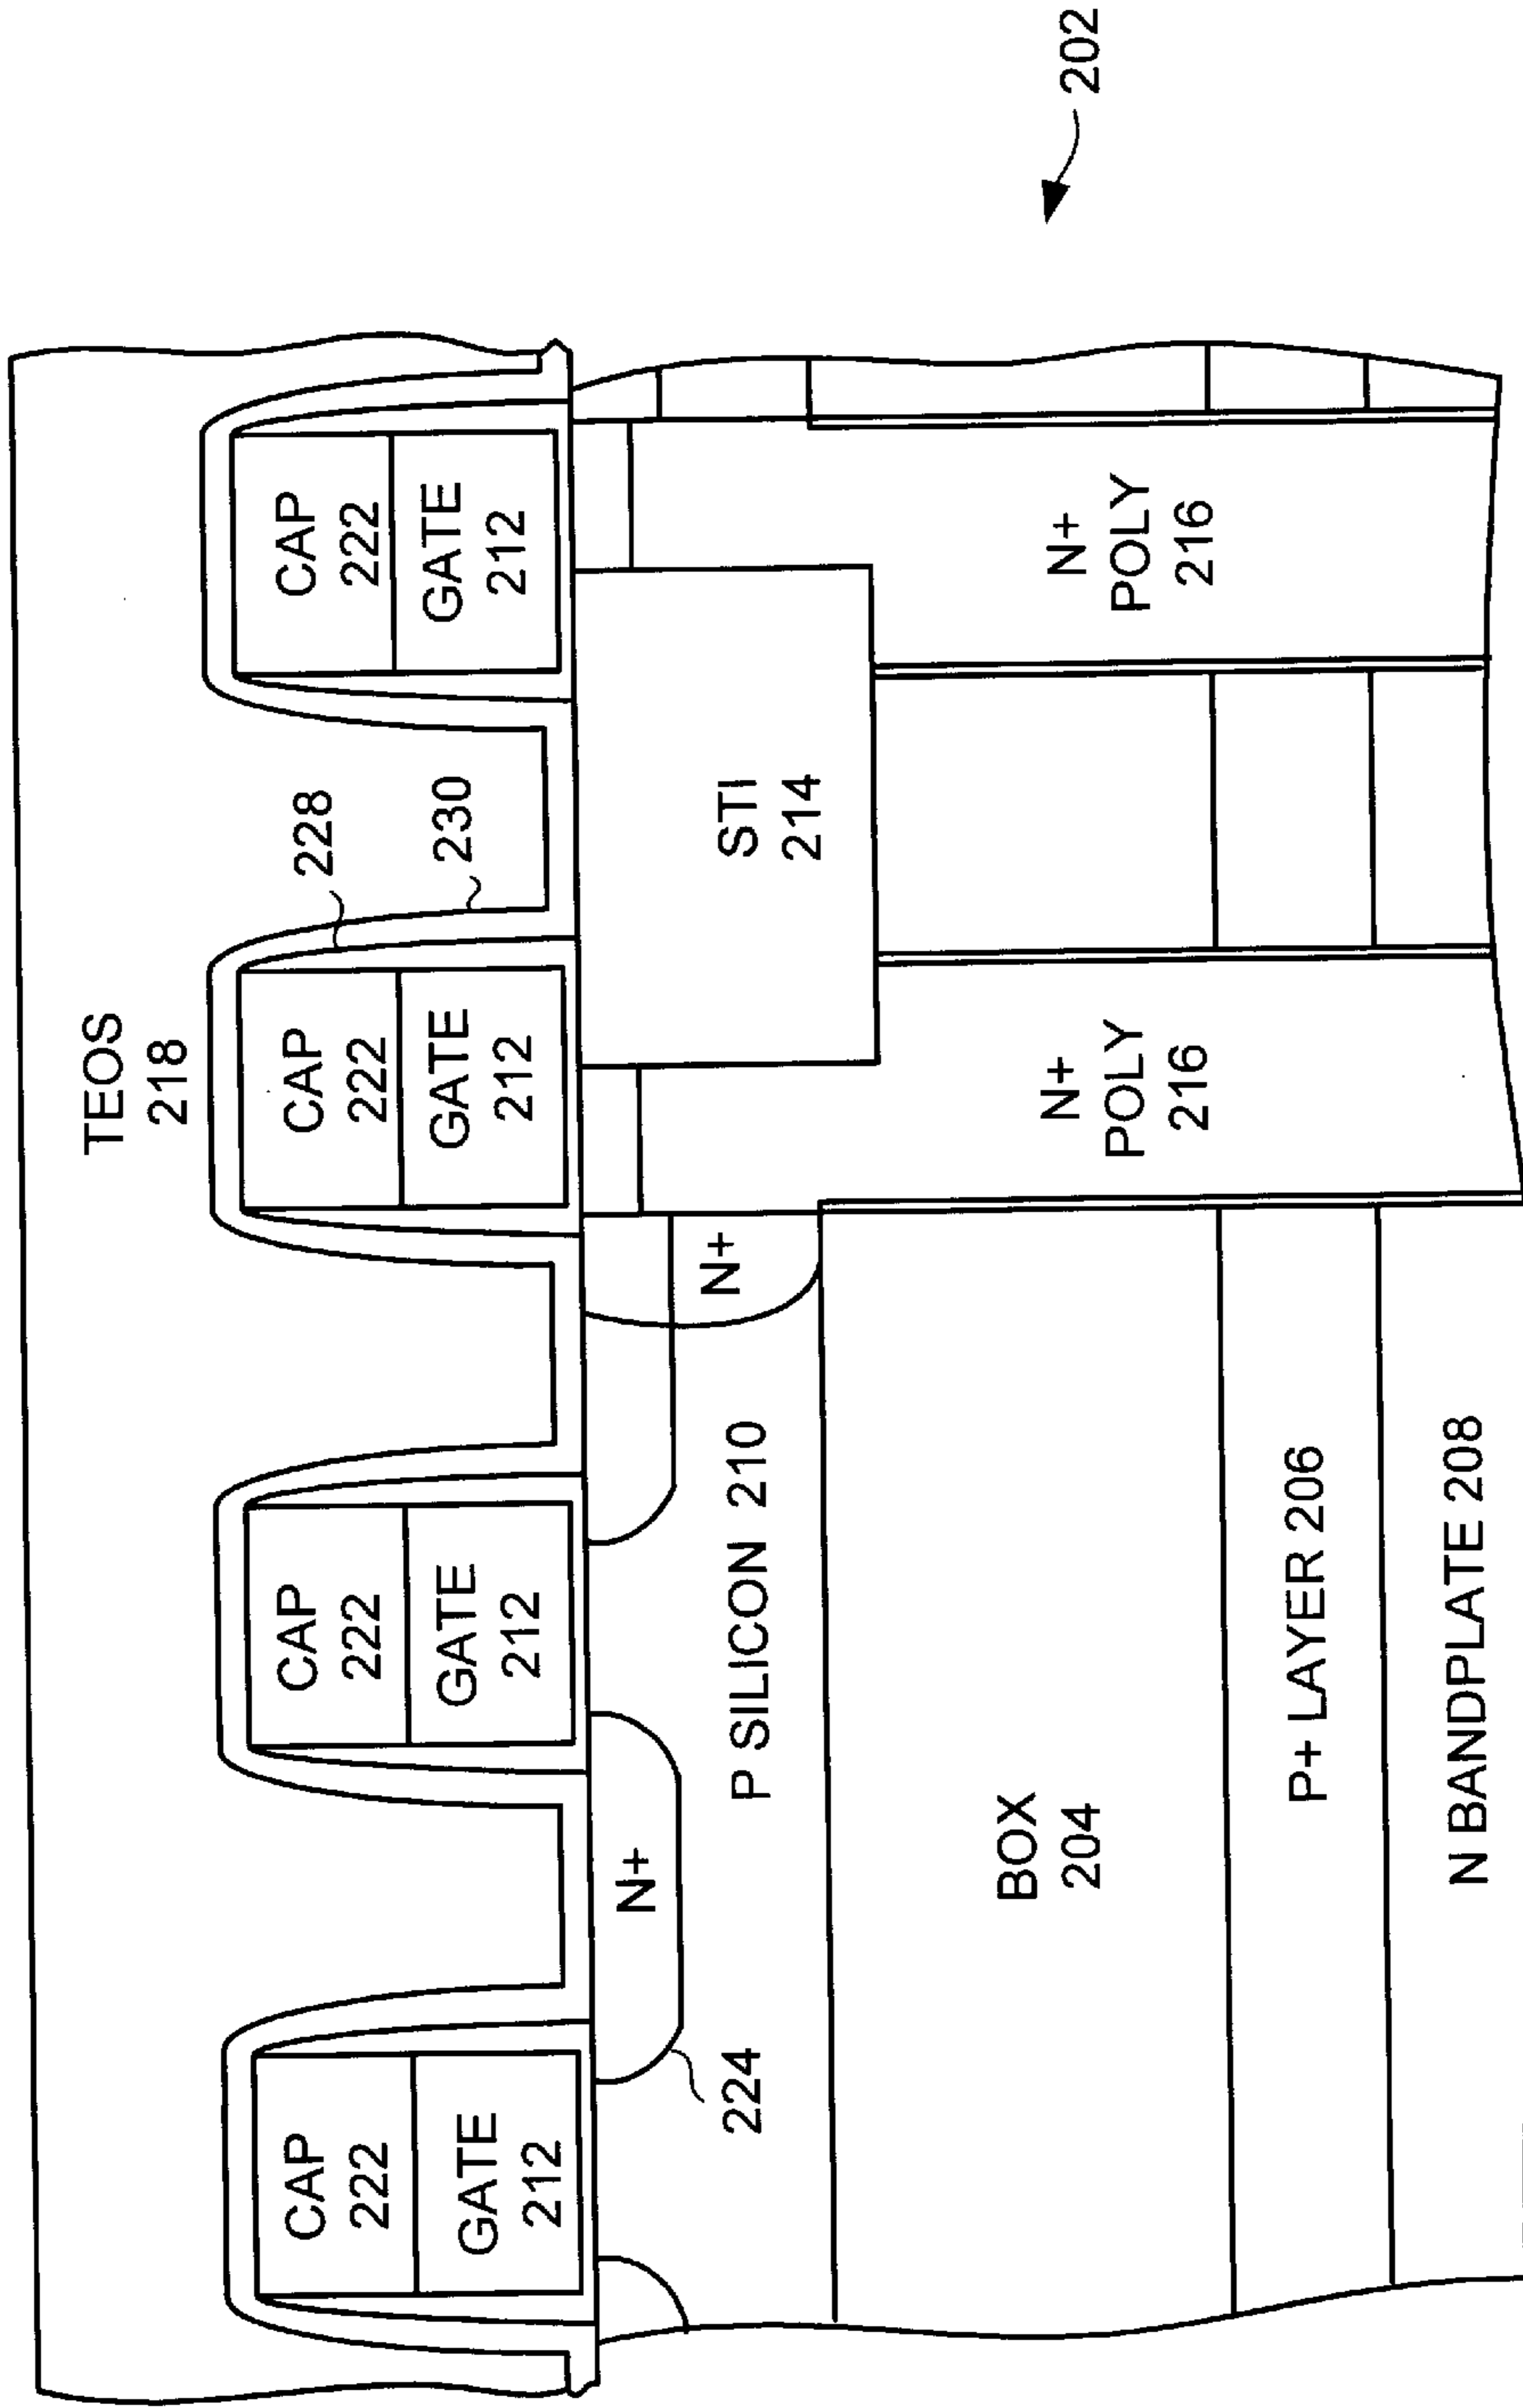 TEOS
218
CAP
222
GATE
212
CAP
222
GATE
212
CAP
222
GATE
212
CAP
222
GATE
212
228
230
N+
224
N+
P SILICON 210
STI
214
BOX
204
N+
POLY
216
N+
POLY
216
202
P+ LAYER 206
N BANDPLATE 208